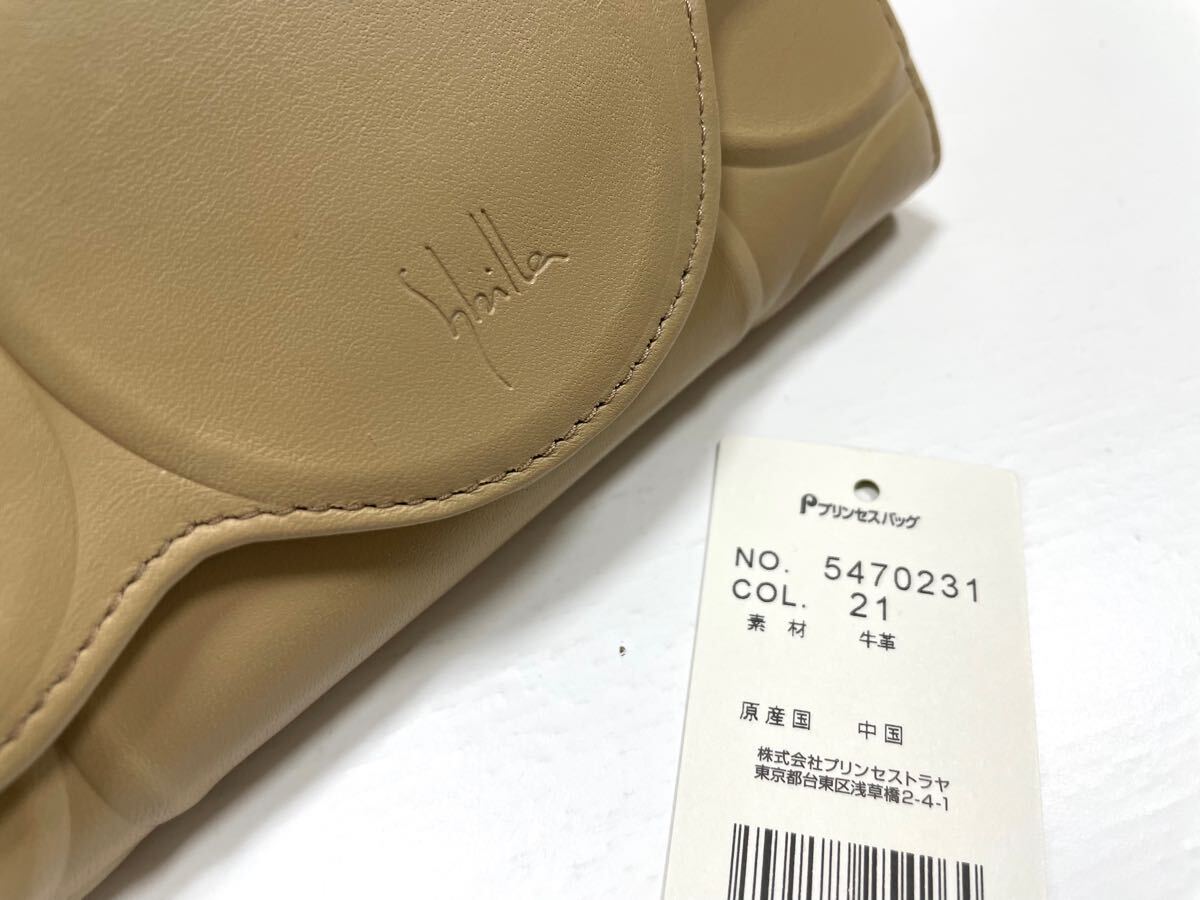 Sybilla
プリンセスバッグ
NO. 5470231
COL. 21
素材 牛革
原産国 中国
株式会社プリンセストラヤ
東京都台東区浅草橋2-4-1